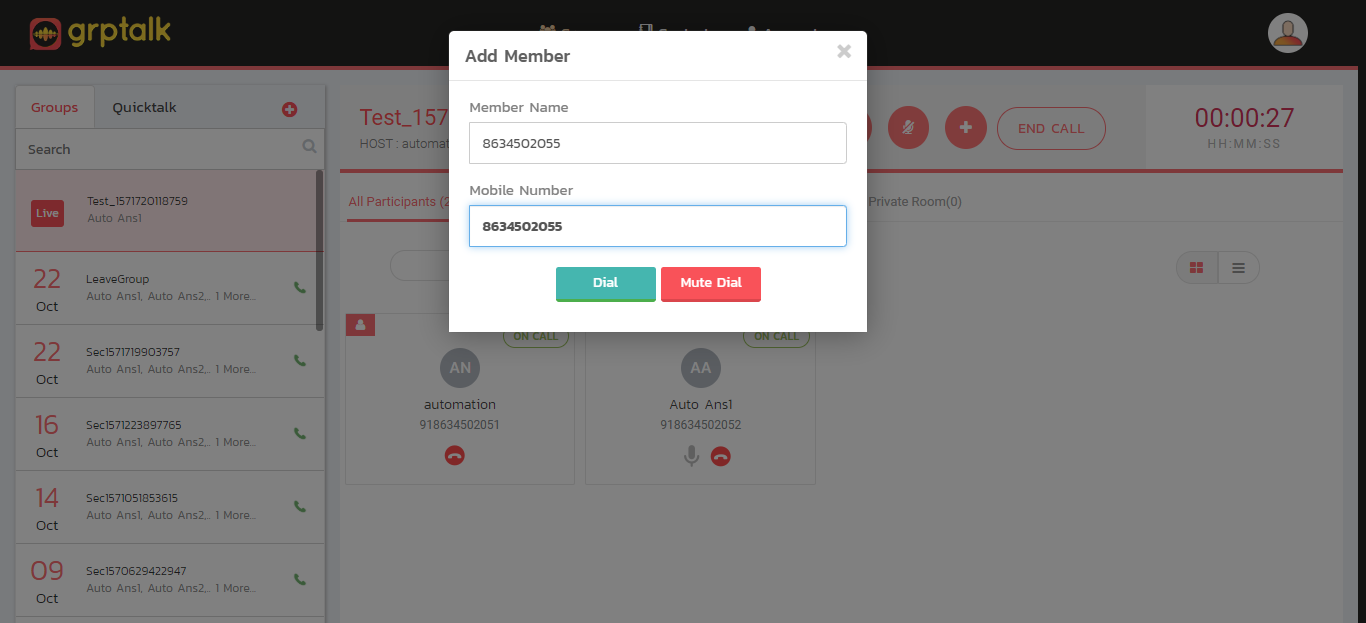 grptalk
Add Member
Member Name
8634502055
Mobile Number
8634502055
Dial Mute Dial
Groups Quicktalk
Search
Live
Test_1571720118759
Auto Ans1
22 Oct
LeaveGroup
Auto Ans1, Auto Ans2,.. 1 More...
22 Oct
Sec1571719903757
Auto Ans1, Auto Ans2,.. 1 More...
16 Oct
Sec1571223897765
Auto Ans1, Auto Ans2,.. 1 More...
14 Oct
Sec1571051853615
Auto Ans1, Auto Ans2,.. 1 More...
09 Oct
Sec1570629422947
Auto Ans1, Auto Ans2,.. 1 More...
Test_157
HOST : automat
END CALL
00:00:27
HH:MM:SS
All Participants (2
Private Room(0)
ON CALL
AN
automation
918634502051
ON CALL
AA
Auto Ans1
918634502052